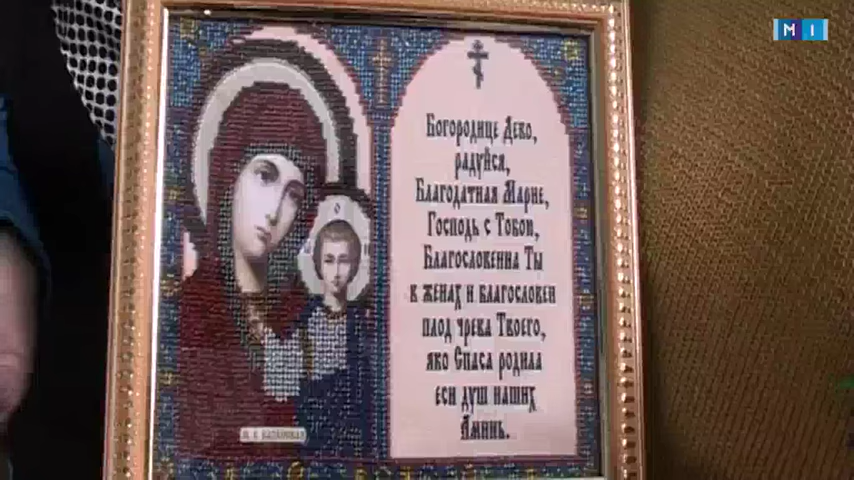 M 1
Богородице Дево,
радуйся,
Благодатная Марие,
Господь с Тобою,
Благословенна Ты
в женах и благословен
плод чрева Твоего,
яко Спаса родила
еси душ наших
Аминь.